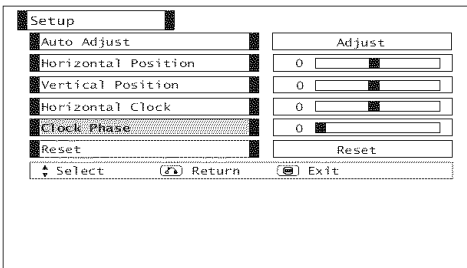 Setup
Auto Adjust Adjust
Horizontal Position 0
Vertical Position 0
Horizontal Clock 0
Clock Phase 0
Reset Reset
Select Return Exit